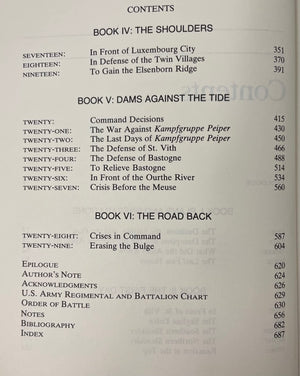 CONTENTS
BOOK IV: THE SHOULDERS
SEVENTEEN: In Front of Luxembourg City 351
EIGHTEEN: In Defense of the Twin Villages 370
NINETEEN: To Gain the Elsenborn Ridge 391
BOOK V: DAMS AGAINST THE TIDE
TWENTY: Command Decisions 415
TWENTY-ONE: The War Against Kampfgruppe Peiper 430
TWENTY-TWO: The Last Days of Kampfgruppe Peiper 450
TWENTY-THREE: The Defense of St. Vith 466
TWENTY-FOUR: The Defense of Bastogne 488
TWENTY-FIVE: To Relieve Bastogne 514
TWENTY-SIX: In Front of the Ourthe River 534
TWENTY-SEVEN: Crisis Before the Meuse 560
BOOK VI: THE ROAD BACK
TWENTY-EIGHT: Crises in Command 587
TWENTY-NINE: Erasing the Bulge 604
EPILOGUE 620
AUTHOR'S NOTE 624
ACKNOWLEDGMENTS 626
U.S. ARMY REGIMENTAL AND BATTALION CHART 629
ORDER OF BATTLE 630
NOTES 656
BIBLIOGRAPHY 682
INDEX 687